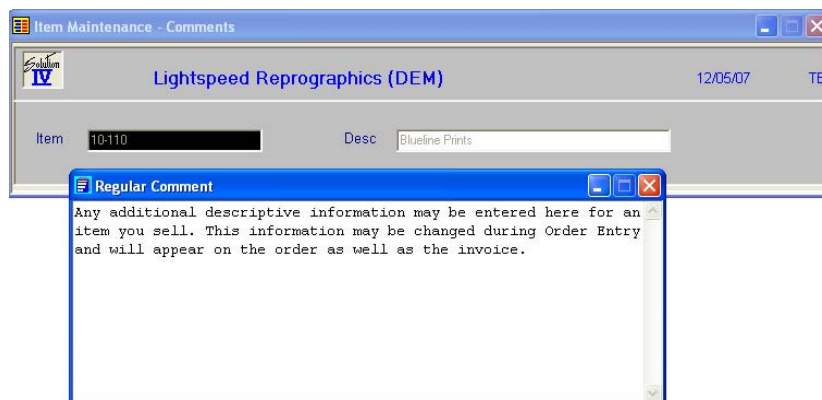 Item Maintenance - Comments
Solution
IV
Lightspeed Reprographics (DEM)
12/05/07
Item
10-110
Desc
Blueline Prints
Regular Comment
Any additional descriptive information may be entered here for an
item you sell. This information may be changed during Order Entry
and will appear on the order as well as the invoice.